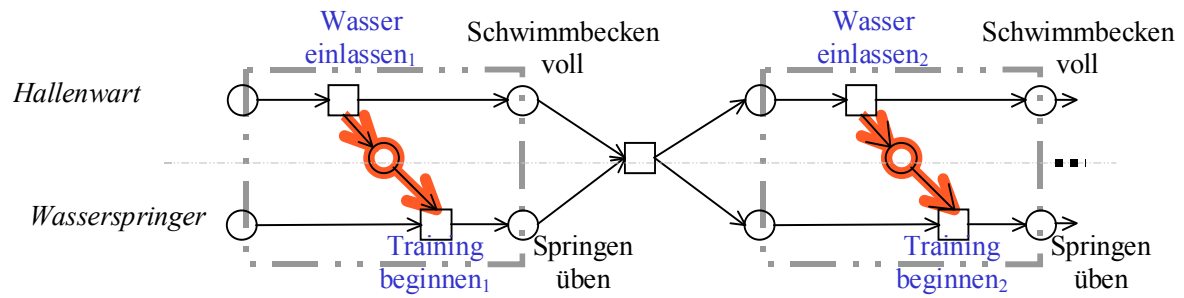 Wasser
einlassen₁
Schwimmbecken
voll
Wasser
einlassen₂
Schwimmbecken
voll
Hallenwart
Wasserspringer
Training
beginnen₁
Springen
üben
Training
beginnen₂
Springen
üben